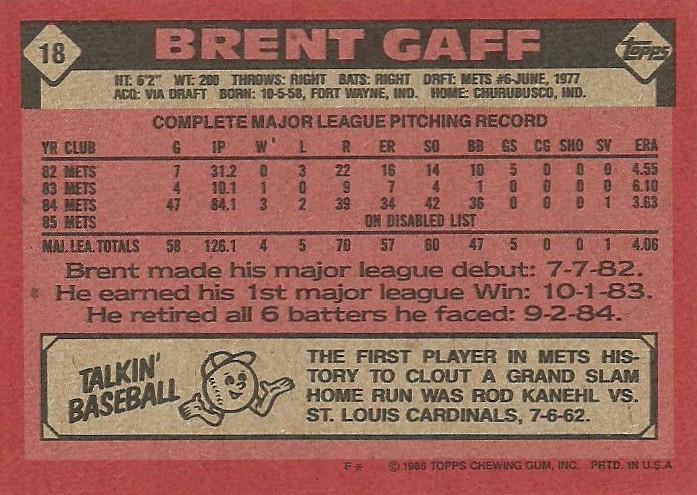 18
BRENT GAFF
Topps
HT: 6'2" WT: 200 THROWS: RIGHT BATS: RIGHT DRFT: METS #6-JUNE, 1977
ACQ: VIA DRAFT BORN: 10-5-58, FORT WAYNE, IND. HOME: CHURUBUSCO, IND.
COMPLETE MAJOR LEAGUE PITCHING RECORD
YR CLUB G IP W L R ER SO BB GS CG SHO SV ERA
82 METS 7 31.2 0 3 22 16 14 10 5 0 0 0 4.55
83 METS 4 10.1 1 0 9 7 4 1 0 0 0 0 6.10
84 METS 47 84.1 3 2 39 34 42 36 0 0 0 1 3.63
85 METS ON DISABLED LIST
MAJ. LEA. TOTALS 58 126.1 4 5 70 57 60 47 5 0 0 1 4.06
Brent made his major league debut: 7-7-82.
He earned his 1st major league Win: 10-1-83.
He retired all 6 batters he faced: 9-2-84.
TALKIN' BASEBALL
THE FIRST PLAYER IN METS HIS-
TORY TO CLOUT A GRAND SLAM
HOME RUN WAS ROD KANEHL VS.
ST. LOUIS CARDINALS, 7-6-62.
F* © 1986 TOPPS CHEWING GUM, INC. PRTD. IN U.S.A.